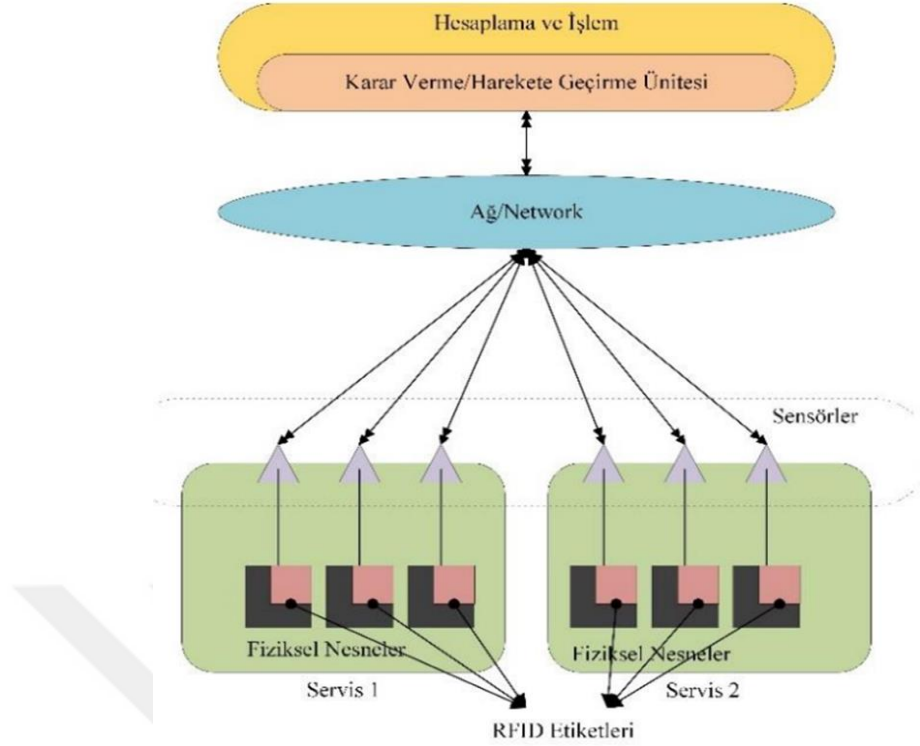 Hesaplama ve İşlem
Karar Verme/Harekete Geçirme Ünitesi
Ağ/Network
Sensörler
Fiziksel Nesneler
Fiziksel Nesneler
Servis 1
Servis 2
RFID Etiketleri